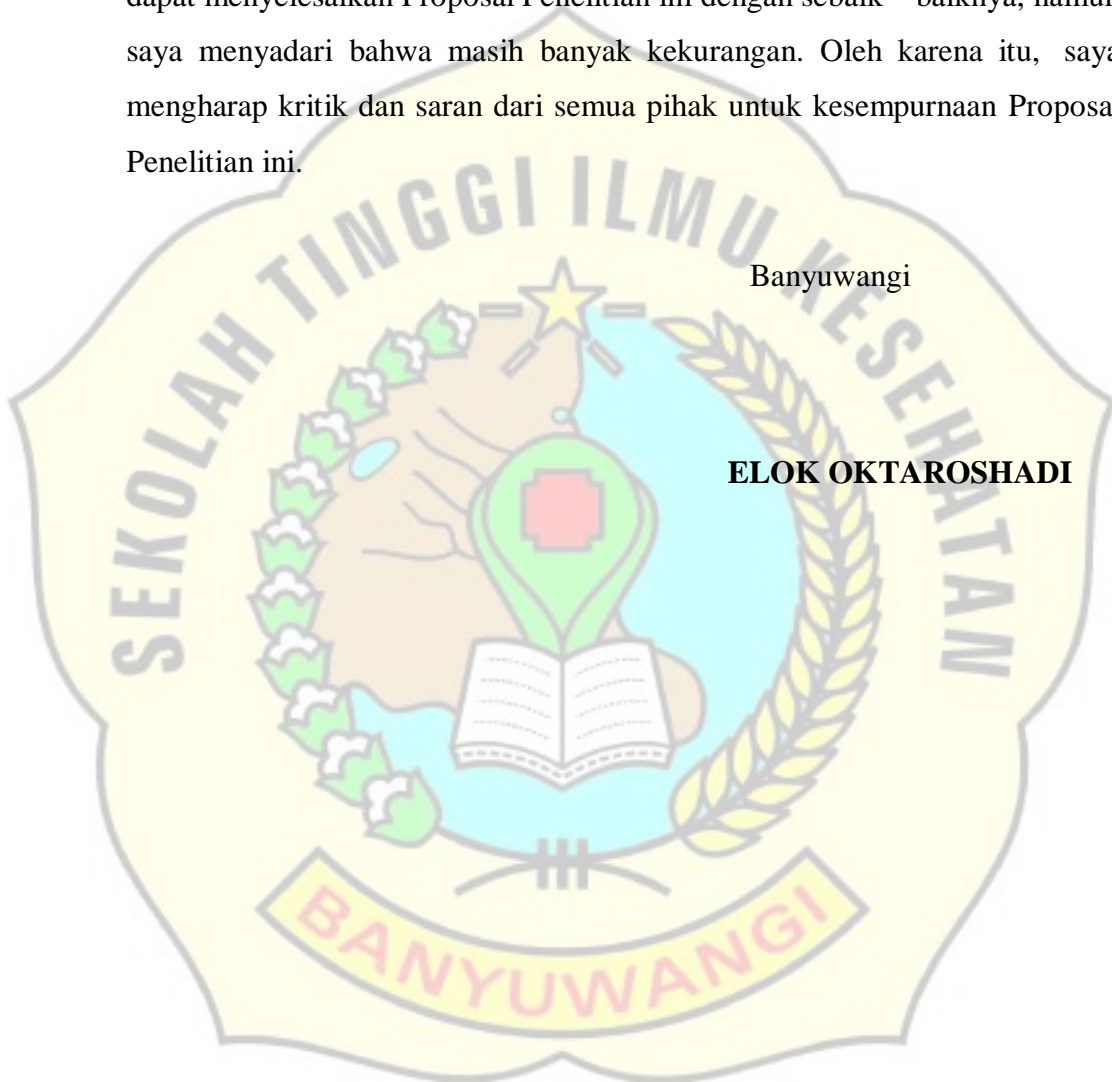 dapat menyelesaikan Proposal Penelitian ini dengan sebaik – baiknya, namun
saya menyadari bahwa masih banyak kekurangan. Oleh karena itu, saya
mengharap kritik dan saran dari semua pihak untuk kesempurnaan Proposal
Penelitian ini.
Banyuwangi
ELOK OKTAROSHADI
SEKOLAH TINGGI ILMU KESEHATAN
BANYUWANGI